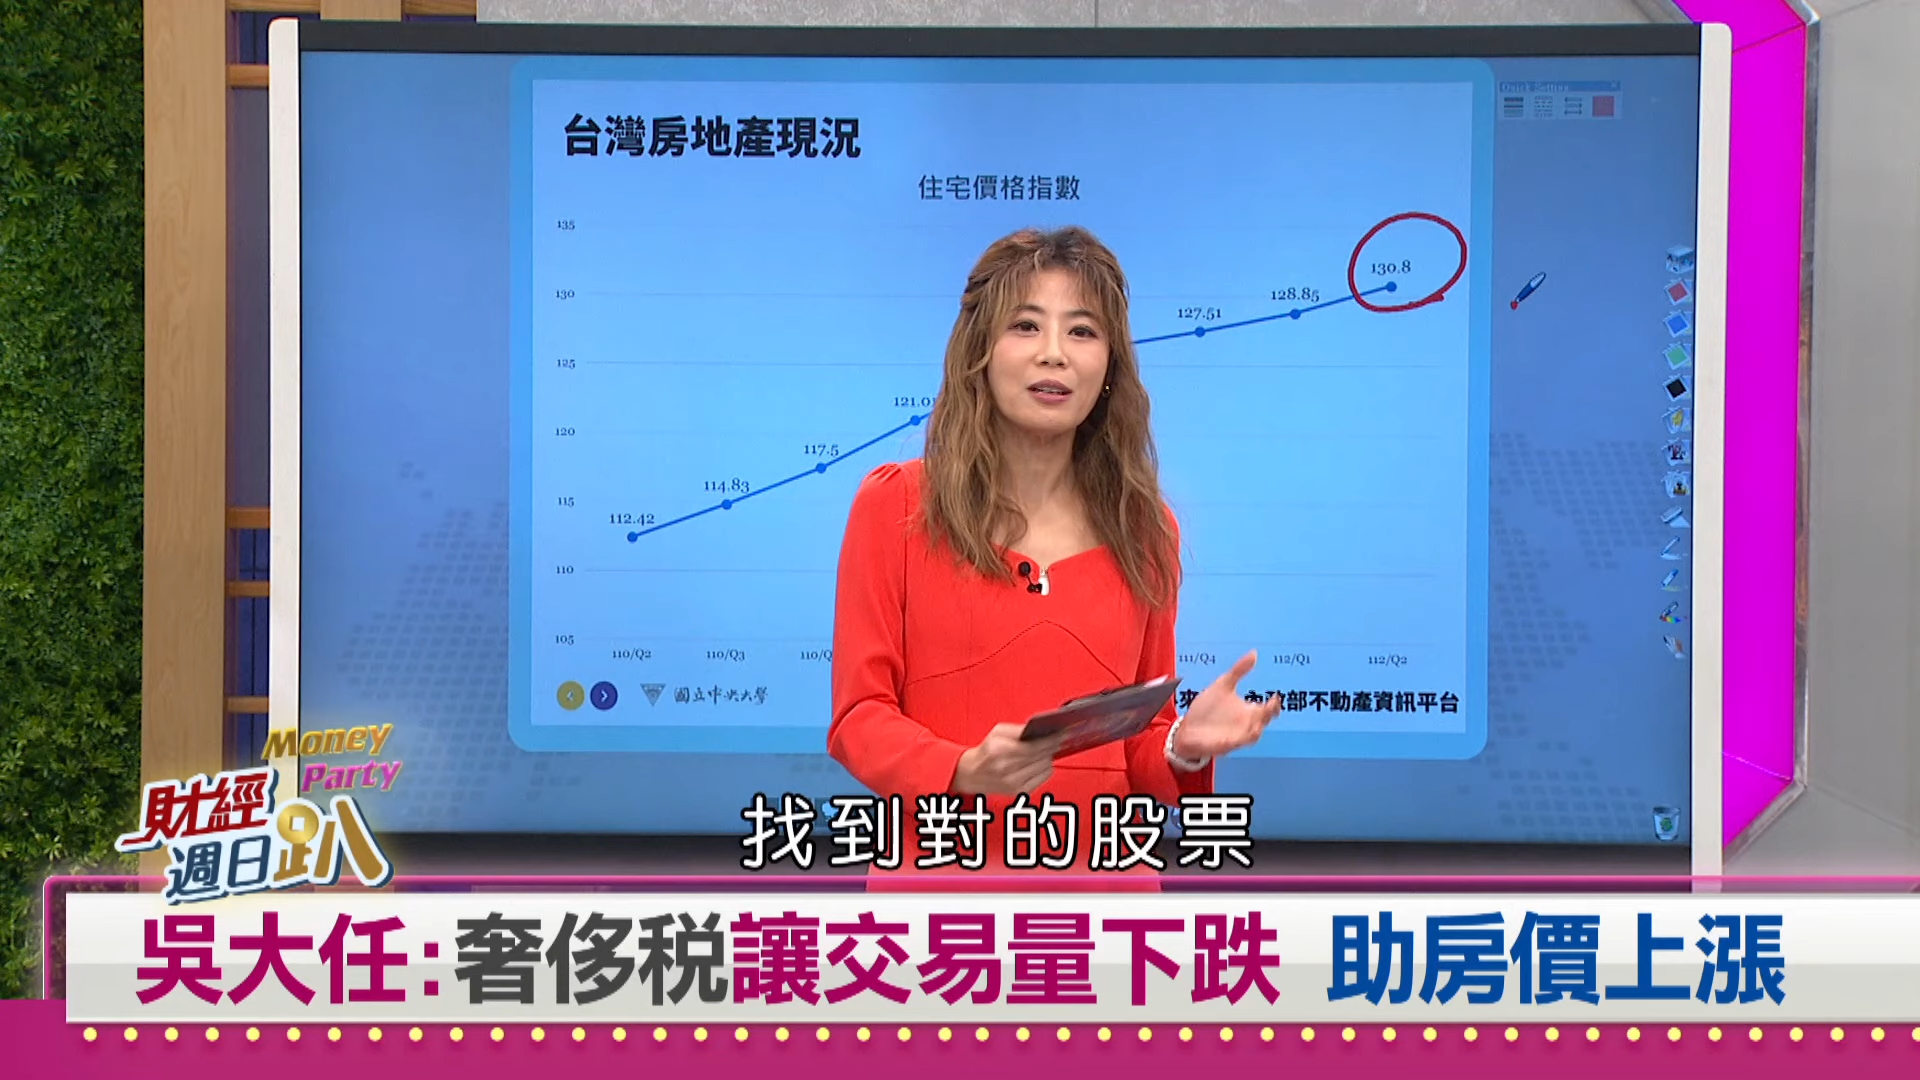 台灣房地產現況
住宅價格指數
135
130
125
120
115
110
105
112.42
114.83
117.5
127.51
128.85
130.8
110/Q2
110/Q3
111/Q4
112/Q1
112/Q2
國立中央大學
內政部不動產資訊平台
Money
Party
財經
週日趴
找到對的股票
吳大任:奢侈稅讓交易量下跌 助房價上漲